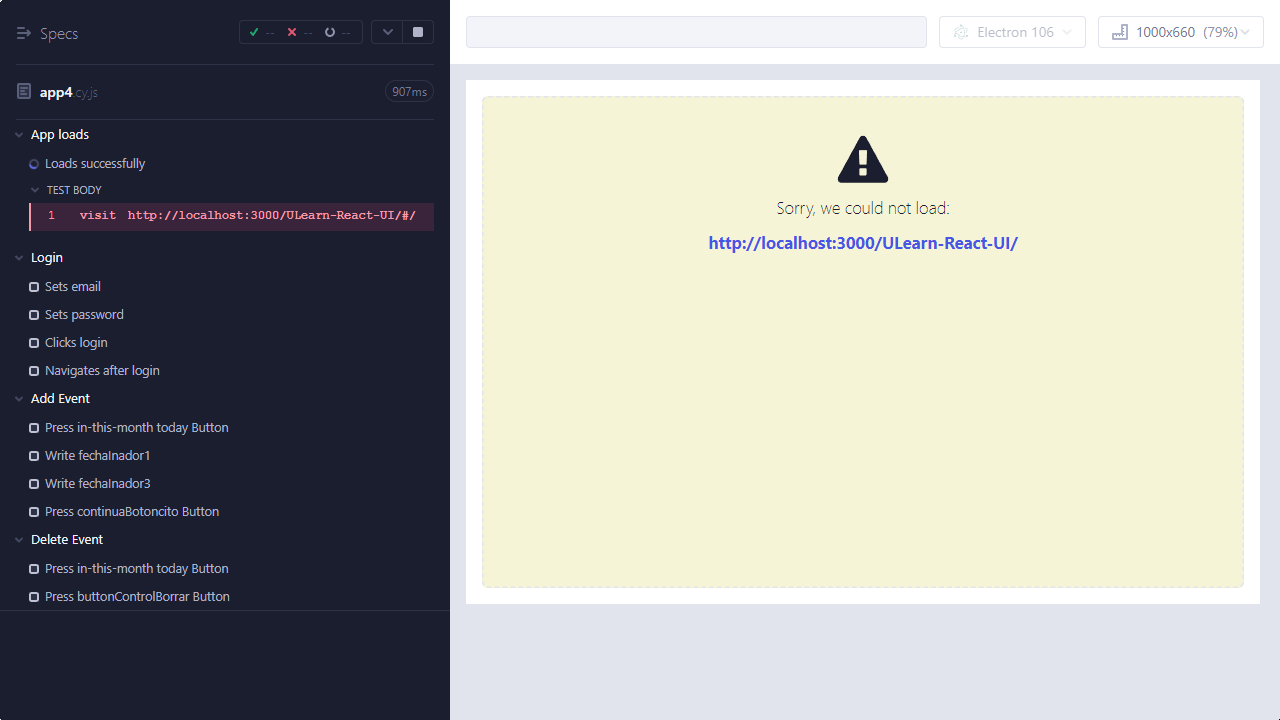 Specs
-- -- --
app4.cy.js
907ms
App loads
Loads successfully
TEST BODY
1 visit http://localhost:3000/ULearn-React-UI/#/
Login
Sets email
Sets password
Clicks login
Navigates after login
Add Event
Press in-this-month today Button
Write fechaInador1
Write fechaInador3
Press continuaBotoncito Button
Delete Event
Press in-this-month today Button
Press buttonControlBorrar Button
Electron 106
1000x660 (79%)
Sorry, we could not load:
http://localhost:3000/ULearn-React-UI/